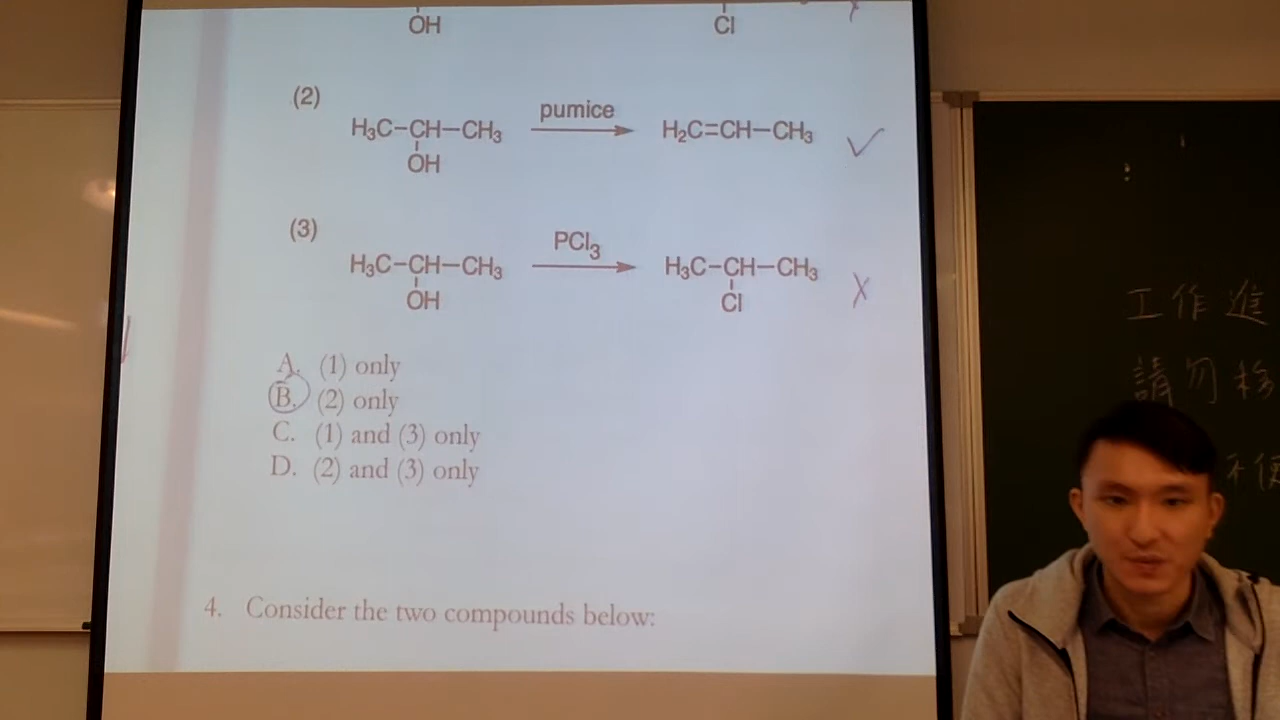 OH Cl
(2)
pumice
H₃C–CH–CH₃ H₂C=CH–CH₃ ✓
OH
(3)
PCl₃
H₃C–CH–CH₃ H₃C–CH–CH₃ X
OH Cl
A. (1) only
B. (2) only
C. (1) and (3) only
D. (2) and (3) only
4. Consider the two compounds below:
工作進
請勿
不便